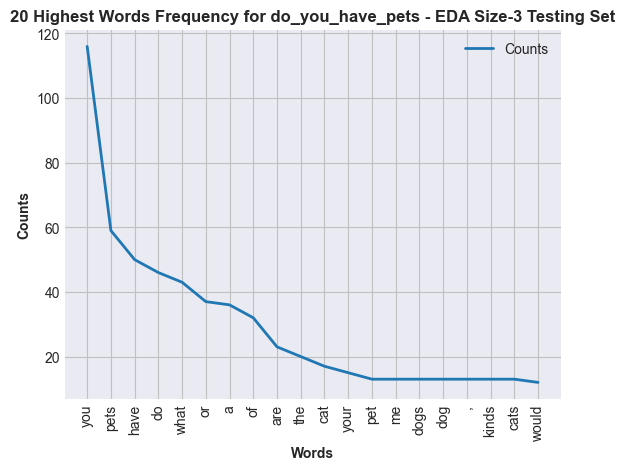 20 Highest Words Frequency for do_you_have_pets - EDA Size-3 Testing Set
120
100
80
60
40
20
Counts
Counts
you
pets
have
do
what
or
a
of
are
the
cat
your
pet
me
dogs
dog
,
kinds
cats
would
Words